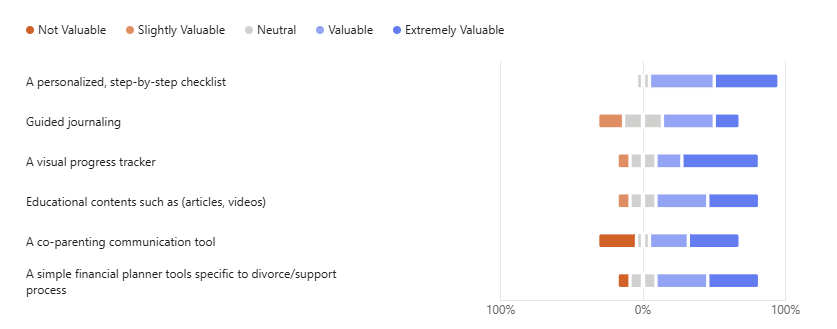 Not Valuable Slightly Valuable Neutral Valuable Extremely Valuable
A personalized, step-by-step checklist
Guided journaling
A visual progress tracker
Educational contents such as (articles, videos)
A co-parenting communication tool
A simple financial planner tools specific to divorce/support
process
100% 0% 100%